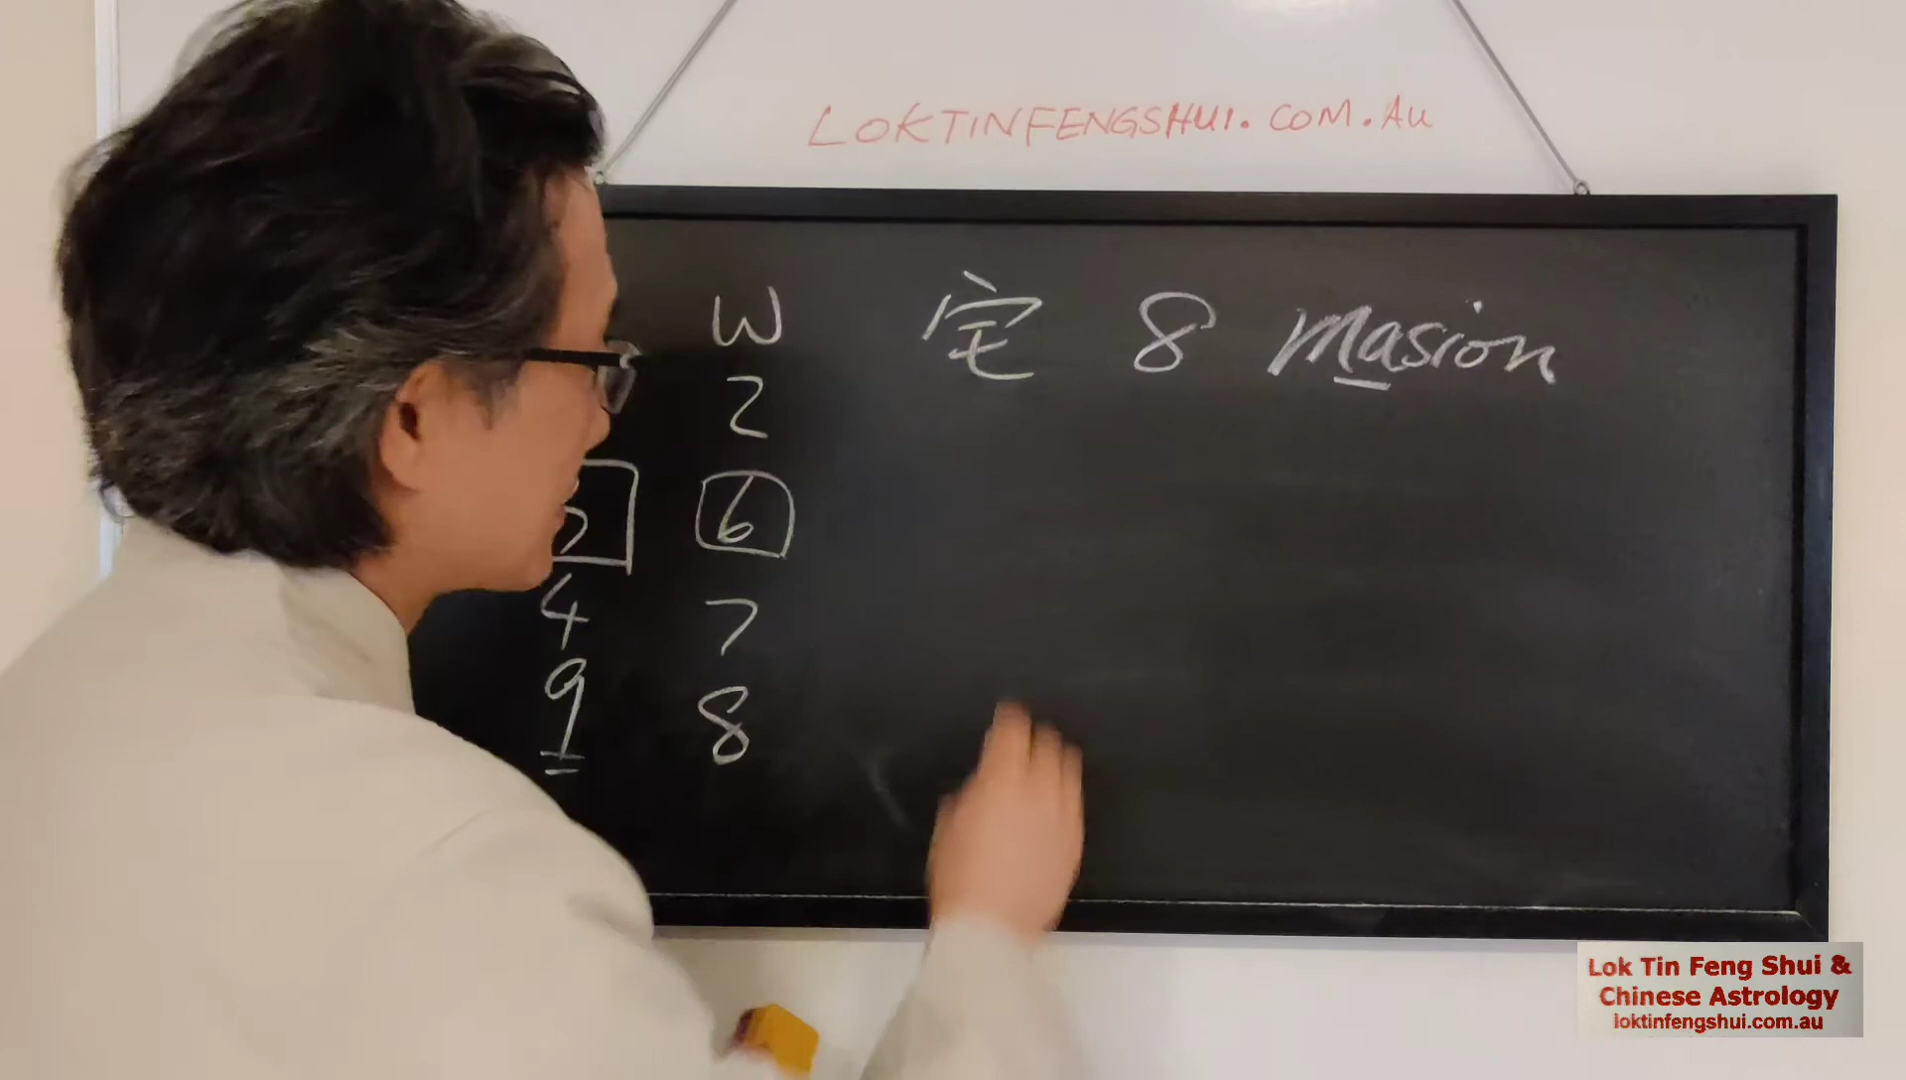 LOKTINFENGSHUI.COM.AU
W 宅 8 masion
2
6
4 7
9 8
Lok Tin Feng Shui &
Chinese Astrology
loktinfengshui.com.au